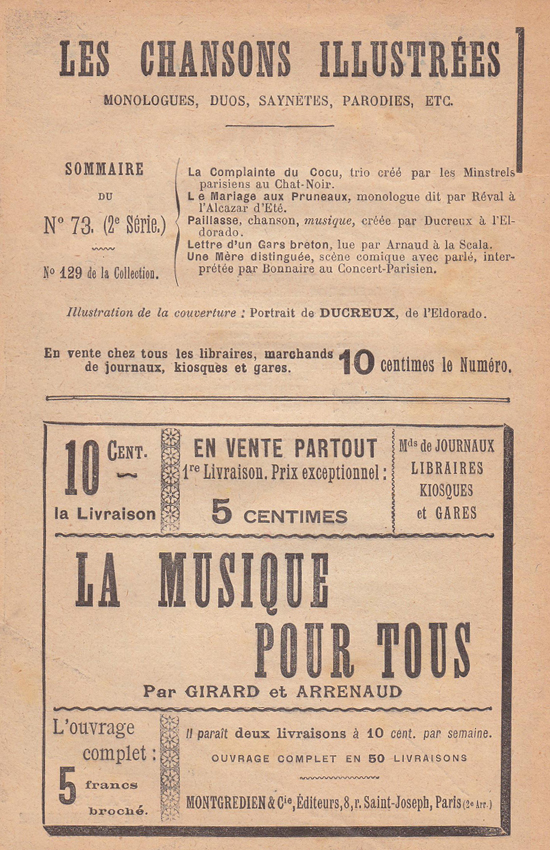 LES CHANSONS ILLUSTRÉES
MONOLOGUES, DUOS, SAYNÈTES, PARODIES, ETC.
SOMMAIRE
DU
Nº 73. (2e Série.)
Nº 129 de la Collection.
La Complainte du Cocu, trio créé par les Minstrels
parisiens au Chat-Noir.
Le Mariage aux Pruneaux, monologue dit par Réval à
l'Alcazar d'Eté.
Paillasse, chanson, musique, créée par Ducreux à l'El-
dorado.
Lettre d'un Gars breton, lue par Arnaud à la Scala.
Une Mère distinguée, scène comique avec parlé, inter-
prétée par Bonnaire au Concert-Parisien.
Illustration de la couverture : Portrait de DUCREUX, de l'Eldorado.
En vente chez tous les libraires, marchands
de journaux, kiosques et gares.
10 centimes le Numéro.
10 CENT.
la Livraison
EN VENTE PARTOUT
1re Livraison. Prix exceptionnel :
5 CENTIMES
Mds de JOURNAUX
LIBRAIRES
KIOSQUES
et GARES
LA MUSIQUE
POUR TOUS
Par GIRARD et ARRENAUD
L'ouvrage
complet :
5 francs
broché.
Il paraît deux livraisons à 10 cent. par semaine.
OUVRAGE COMPLET EN 50 LIVRAISONS
MONTGREDIEN & Cie, Éditeurs, 8, r. Saint-Joseph, Paris (2e Arr.)